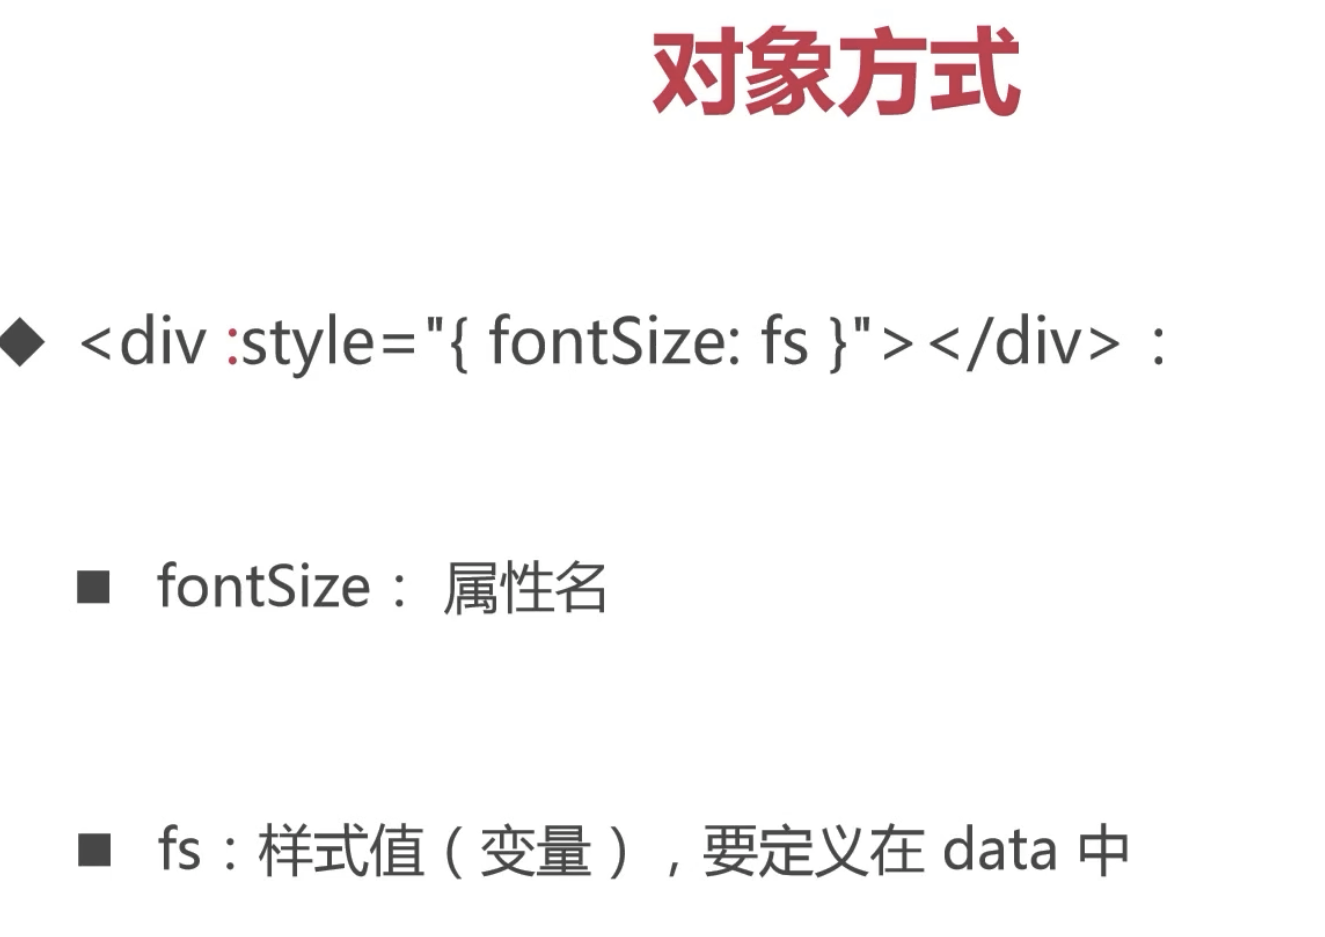 对象方式
<div :style="{ fontSize: fs }"></div>：
fontSize： 属性名
fs：样式值（变量），要定义在 data 中